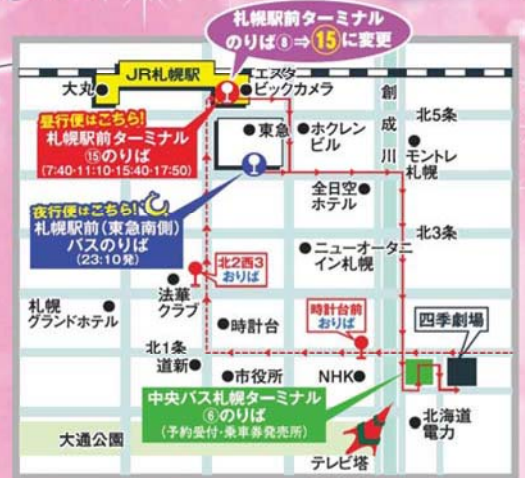 札幌駅前ターミナル
のりば⑧⇒⑮に変更
JR札幌駅
大丸
エスタ
ビックカメラ
創成川
北5条
昼行便はこちら!
札幌駅前ターミナル
⑮のりば
(7:40・11:10・15:40・17:50)
東急
ホクレン
ビル
モントレ
札幌
全日空
ホテル
夜行便はこちら!
札幌駅前(東急南側)
バスのりば
(23:10発)
北3条
ニューオータニ
イン札幌
北2西3
おりば
法華
クラブ
札幌
グランドホテル
時計台
時計台前
おりば
四季劇場
北1条
道新
市役所
NHK
中央バス札幌ターミナル
⑥のりば
(予約受付・乗車券発売所)
北海道
電力
大通公園
テレビ塔